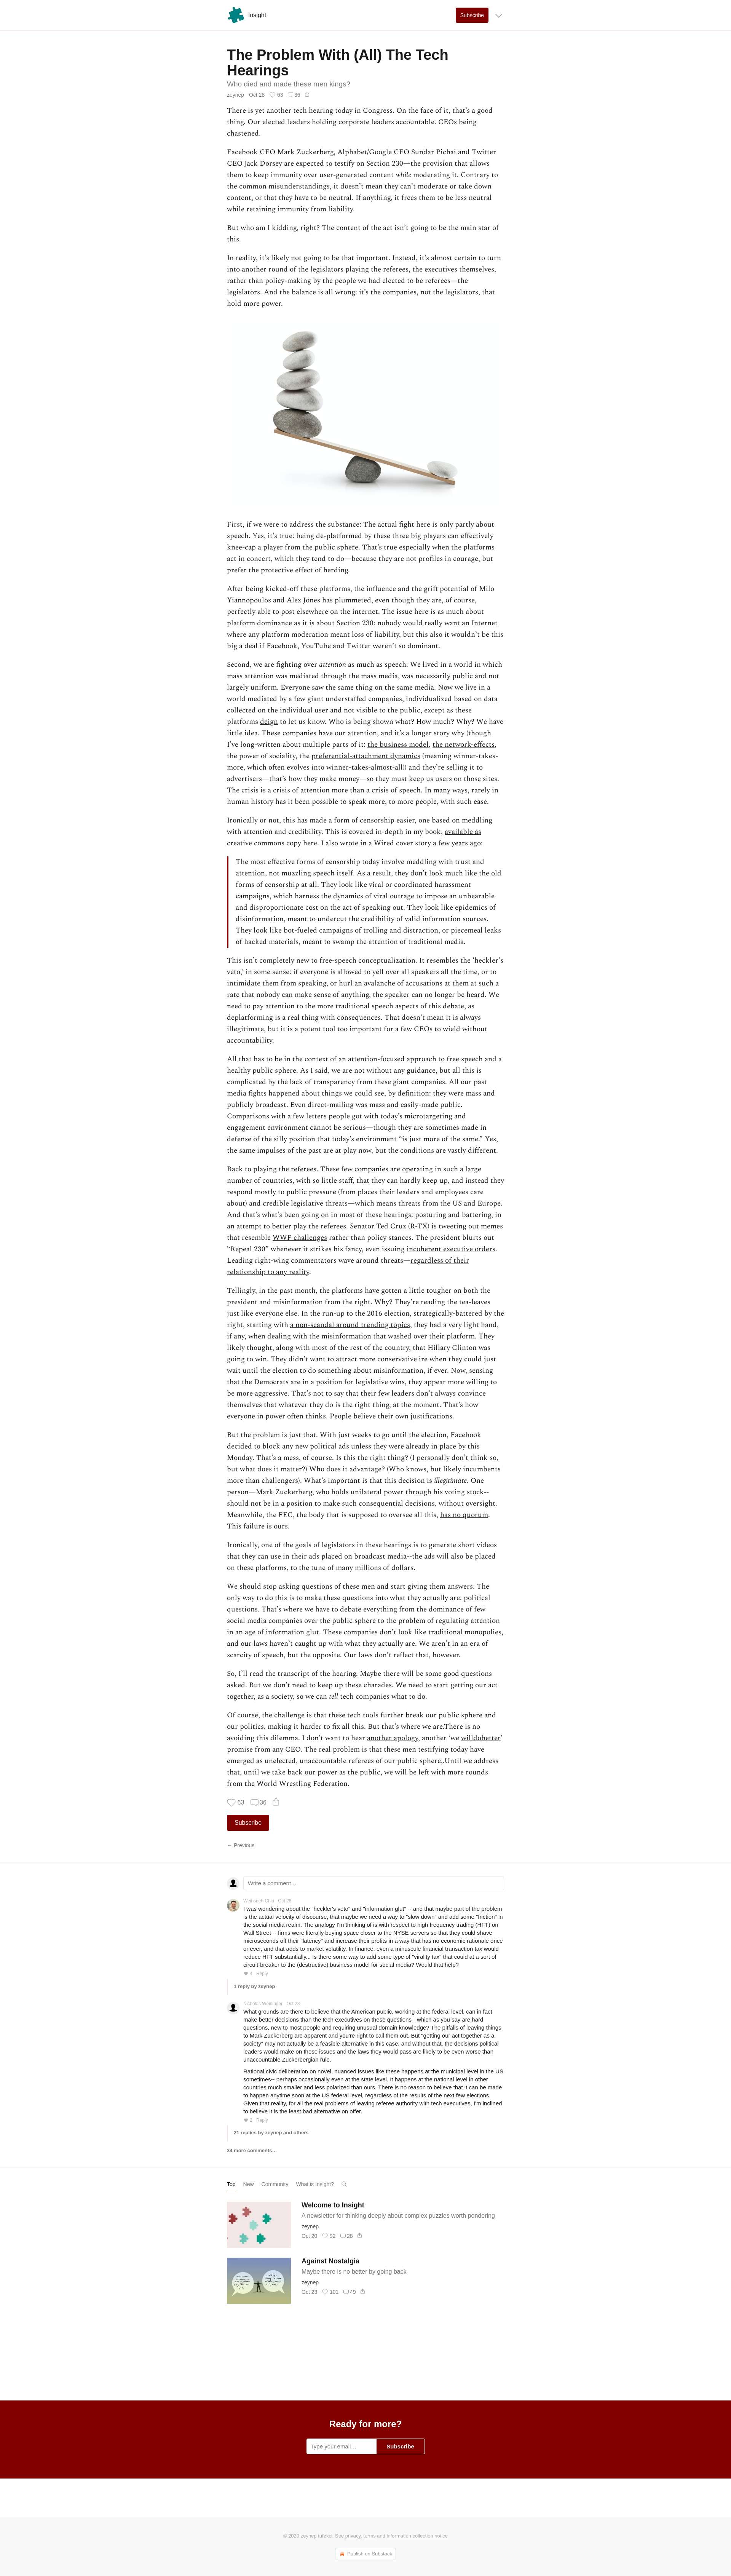 Insight
Subscribe
The Problem With (All) The Tech
Hearings
Who died and made these men kings?
zeynep Oct 28 63 36
There is yet another tech hearing today in Congress. On the face of it, that’s a
good thing. Our elected leaders holding corporate leaders accountable. CEOs being
chastened.
Facebook CEO Mark Zuckerberg, Alphabet/Google CEO Sundar Pichai and Twitter
CEO Jack Dorsey are expected to testify on Section 230—the provision that allows
them to keep immunity over user-generated content while moderating it. Contrary to
the common misunderstandings, it doesn’t mean they can’t moderate or take down
content, or that they have to be neutral. If anything, it frees them to be less neutral
while retaining immunity from liability.
But who am I kidding, right? The content of the act isn’t going to be the main star of
this.
In reality, it’s likely not going to be that important. Instead, it’s almost certain to turn
into another round of the legislators playing the referees, the executives themselves,
rather than policy-making by the people we had elected to be referees—the
legislators. And the balance is all wrong: it’s the companies, not the legislators, that
hold more power.
First, if we were to address the substance: The actual fight here is only partly about
speech. Yes, it’s true: being de-platformed by these three big players can effectively
knee-cap a player from the public sphere. That’s true especially when the platforms
act in concert, which they tend to do—because they are not profiles in courage, but
prefer the protective effect of herding.
After being kicked-off these platforms, the influence and the grift potential of Milo
Yiannopoulos and Alex Jones has plummeted, even though they are, of course,
perfectly able to post elsewhere on the internet. The issue here is as much about
platform dominance as it is about Section 230: nobody would really want an Internet
where any platform moderation meant loss of liability, but this also it wouldn’t be this
big a deal if Facebook, YouTube and Twitter weren’t so dominant.
Second, we are fighting over attention as much as speech. We lived in a world in which
mass attention was mediated through the mass media, was necessarily public and not
largely uniform. Everyone saw the same thing on the same media. Now we live in a
world mediated by a few giant understaffed companies, individualized based on data
collected on the individual user and not visible to the public, except as these
platforms deign to let us know. Who is being shown what? How much? Why? We have
little idea. These companies have our attention, and it’s a longer story why (though
I’ve long-written about multiple parts of it: the business model, the network-effects,
the power of sociality, the preferential-attachment dynamics (meaning winner-takes-
more, which often evolves into winner-takes-almost-all)) and they’re selling it to
advertisers—that’s how they make money—so they must keep us users on those sites.
The crisis is a crisis of attention more than a crisis of speech. In many ways, rarely in
human history has it been possible to speak more, to more people, with such ease.
Ironically or not, this has made a form of censorship easier, one based on meddling
with attention and credibility. This is covered in-depth in my book, available as
creative commons copy here. I also wrote in a Wired cover story a few years ago:
The most effective forms of censorship today involve meddling with trust and
attention, not muzzling speech itself. As a result, they don’t look much like the old
forms of censorship at all. They look like viral or coordinated harassment
campaigns, which harness the dynamics of viral outrage to impose an unbearable
and disproportionate cost on the act of speaking out. They look like epidemics of
disinformation, meant to undercut the credibility of valid information sources.
They look like bot-fueled campaigns of trolling and distraction, or piecemeal leaks
of hacked materials, meant to swamp the attention of traditional media.
This isn’t completely new to free-speech conceptualization. It resembles the ‘heckler's
veto,’ in some sense: if everyone is allowed to yell over all speakers all the time, or to
intimidate them from speaking, or hurl an avalanche of accusations at them at such a
rate that nobody can make sense of anything, the speaker can no longer be heard. We
need to pay attention to the more traditional speech aspects of this debate, as
deplatforming is a real thing with consequences. That doesn’t mean it is always
illegitimate, but it is a potent tool too important for a few CEOs to wield without
accountability.
All that has to be in the context of an attention-focused approach to free speech and a
healthy public sphere. As I said, we are not without any guidance, but all this is
complicated by the lack of transparency from these giant companies. All our past
media fights happened about things we could see, by definition: they were mass and
publicly broadcast. Even direct-mailing was mass and easily-made public.
Comparisons with a few letters people got with today’s microtargeting and
engagement environment cannot be serious—though they are sometimes made in
defense of the silly position that today’s environment “is just more of the same.” Yes,
the same impulses of the past are at play now, but the conditions are vastly different.
Back to playing the referees. These few companies are operating in such a large
number of countries, with so little staff, that they can hardly keep up, and instead they
respond mostly to public pressure (from places their leaders and employees care
about) and credible legislative threats—which means threats from the US and Europe.
And that’s what’s been going on in most of these hearings: posturing and battering, in
an attempt to better play the referees. Senator Ted Cruz (R-TX) is tweeting out memes
that resemble WWF challenges rather than policy stances. The president blurts out
“Repeal 230” whenever it strikes his fancy, even issuing incoherent executive orders.
Leading right-wing commentators wave around threats—regardless of their
relationship to any reality.
Tellingly, in the past month, the platforms have gotten a little tougher on both the
president and misinformation from the right. Why? They’re reading the tea-leaves
just like everyone else. In the run-up to the 2016 election, strategically-battered by the
right, starting with a non-scandal around trending topics, they had a very light hand,
if any, when dealing with the misinformation that washed over their platform. They
likely thought, along with most of the rest of the country, that Hillary Clinton was
going to win. They didn’t want to attract more conservative ire when they could just
wait until the election to do something about misinformation, if ever. Now, sensing
that the Democrats are in a position for legislative wins, they appear more willing to
be more aggressive. That’s not to say that their few leaders don’t always convince
themselves that whatever they do is the right thing, at the moment. That’s how
everyone in power often thinks. People believe their own justifications.
But the problem is just that. With just weeks to go until the election, Facebook
decided to block any new political ads unless they were already in place by this
Monday. That’s a mess, of course. Is this the right thing? (I personally don’t think so,
but what does it matter?) Who does it advantage? (Who knows, but likely incumbents
more than challengers). What’s important is that this decision is illegitimate. One
person—Mark Zuckerberg, who holds unilateral power through his voting stock--
should not be in a position to make such consequential decisions, without oversight.
Meanwhile, the FEC, the body that is supposed to oversee all this, has no quorum.
This failure is ours.
Ironically, one of the goals of legislators in these hearings is to generate short videos
that they can use in their ads placed on broadcast media--the ads will also be placed
on these platforms, to the tune of many millions of dollars.
We should stop asking questions of these men and start giving them answers. The
only way to do this is to make these questions into what they actually are: political
questions. That’s where we have to debate everything from the dominance of few
social media companies over the public sphere to the problem of regulating attention
in an age of information glut. These companies don’t look like traditional monopolies,
and our laws haven’t caught up with what they actually are. We aren’t in an era of
scarcity of speech, but the opposite. Our laws don’t reflect that, however.
So, I’ll read the transcript of the hearing. Maybe there will be some good questions
asked. But we don’t need to keep up these charades. We need to start getting our act
together, as a society, so we can tell tech companies what to do.
Of course, the challenge is that these tech tools further break our public sphere and
our politics, making it harder to fix all this. But that’s where we are.There is no
avoiding this dilemma. I don’t want to hear another apology, another ‘we willdobetter’
promise from any CEO. The real problem is that these men testifying today have
emerged as unelected, unaccountable referees of our public sphere,.Until we address
that, until we take back our power as the public, we will be left with more rounds
from the World Wrestling Federation.
63 36
Subscribe
← Previous
Write a comment…
Oct 28
I was wondering about the "heckler's veto" and "information glut" -- and that maybe part of the problem
is the actual velocity of discourse, that maybe we need a way to "slow down" and add some "friction" in
the social media realm. The analogy I'm thinking of is with respect to high frequency trading (HFT) on
Wall Street -- firms were literally buying space closer to the NYSE servers so that they could shave
microseconds off their "latency" and increase their profits in a way that has no economic rationale once
or ever, and that adds to market volatility. In finance, even a minuscule financial transaction tax would
reduce HFT substantially... Is there some way to add some type of "virality tax" that could act a sort of
circuit-breaker to the (destructive) business model for social media? Would that help?
Reply
1 reply by zeynep
Nicholas Weininger Oct 28
What grounds are there to believe that the American public, working at the federal level, can in fact
make better decisions than the tech executives on these questions-- which as you say are hard
questions, new to most people and requiring unusual domain knowledge? The pitfalls of leaving things
to Mark Zuckerberg are apparent and you're right to call them out. But "getting our act together as a
society" may not actually be a feasible alternative in this case, and without that, the decisions political
leaders would make on these issues and the laws they would pass are likely to be even worse than
unaccountable Zuckerbergian rule.
Rational civic deliberation on novel, nuanced issues like these happens at the municipal level in the US
sometimes-- perhaps occasionally even at the state level. It happens at the national level in other
countries much smaller and less polarized than ours. There is no reason to believe that it can be made
to happen anytime soon at the US federal level, regardless of the results of the next few elections.
Given that reality, for all the real problems of leaving referee authority with tech executives, I'm inclined
to believe it is the least bad alternative on offer.
2 Reply
21 replies by zeynep and others
34 more comments…
Top New Community What is Insight?
Welcome to Insight
A newsletter for thinking deeply about complex puzzles worth pondering
zeynep
Oct 20 92 28
Against Nostalgia
Maybe there is no better by going back
zeynep
Oct 23 101 49
Ready for more?
Type your email… Subscribe
© 2020 zeynep tufekci. See privacy, terms and information collection notice
Publish on Substack